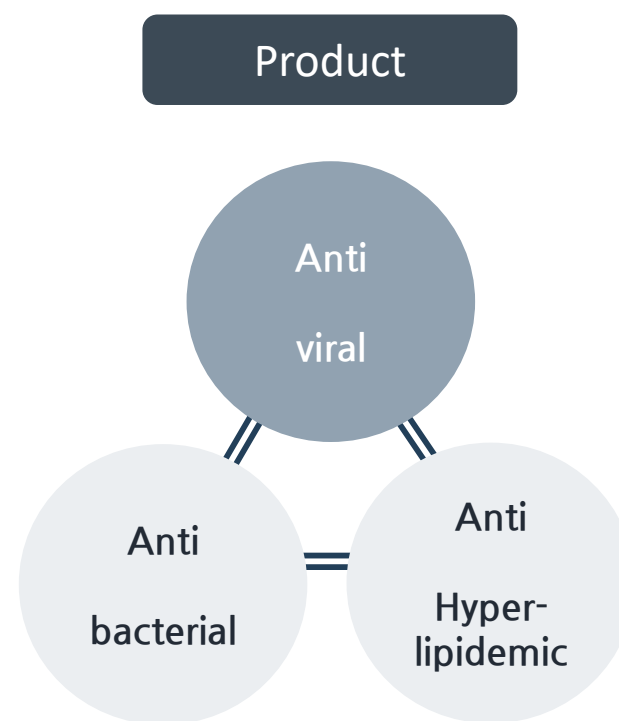 Product
Anti
viral
Anti
bacterial
Anti
Hyper-
lipidemic